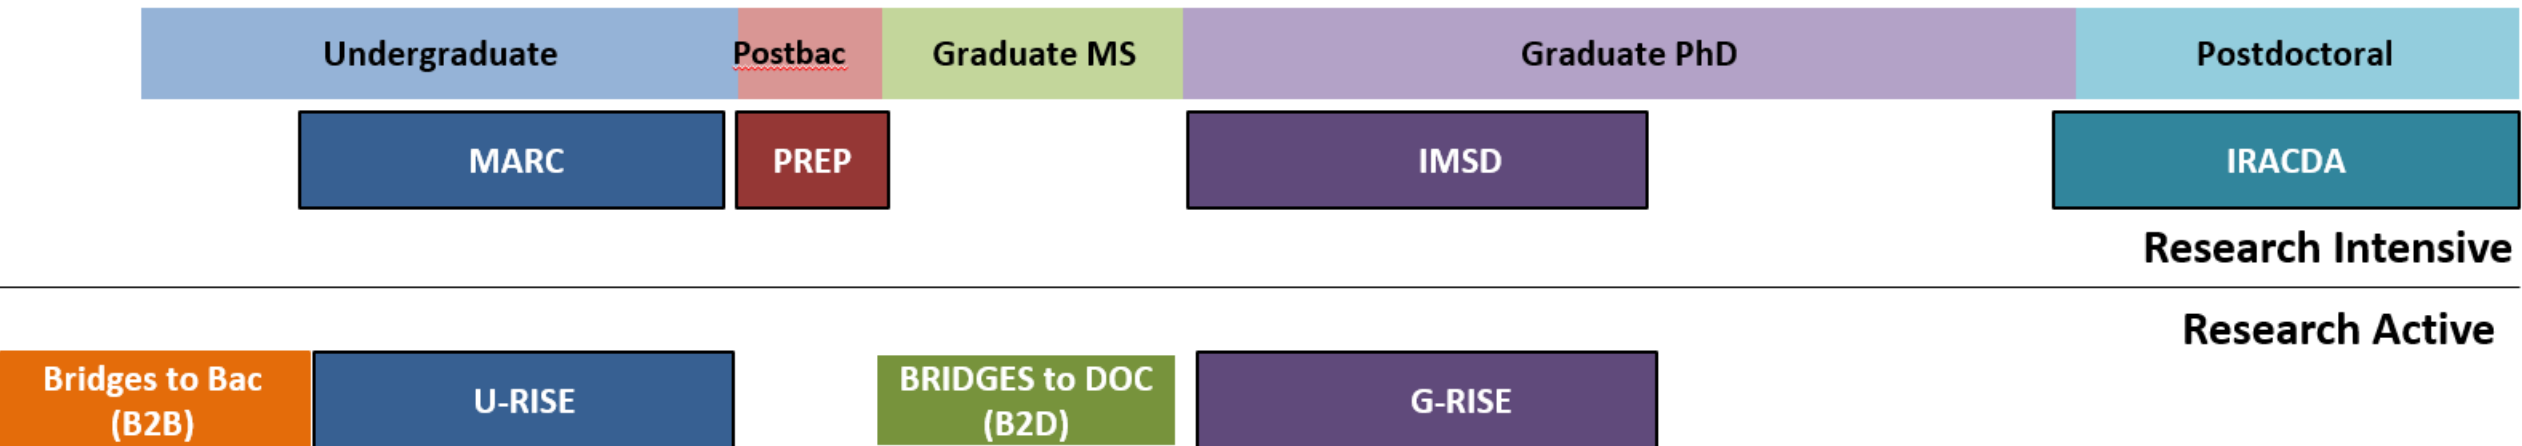 Undergraduate
Postbac
Graduate MS
Graduate PhD
Postdoctoral
MARC
PREP
IMSD
IRACDA
Research Intensive
Research Active
Bridges to Bac
(B2B)
U-RISE
BRIDGES to DOC
(B2D)
G-RISE